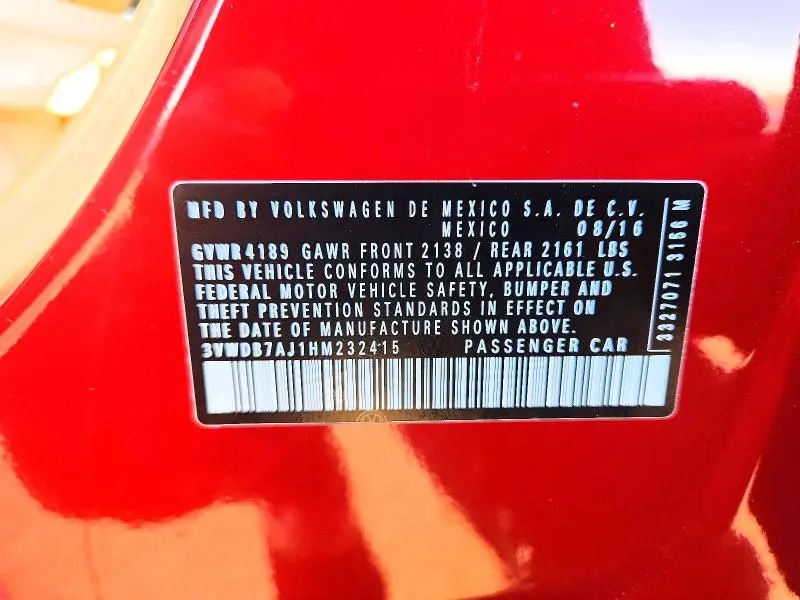 MFD BY VOLKSWAGEN DE MEXICO S.A. DE C.V.
MEXICO 08/16
GVWR 4189 GAWR FRONT 2138 / REAR 2161 LBS
THIS VEHICLE CONFORMS TO ALL APPLICABLE U.S.
FEDERAL MOTOR VEHICLE SAFETY, BUMPER AND
THEFT PREVENTION STANDARDS IN EFFECT ON
THE DATE OF MANUFACTURE SHOWN ABOVE.
3VWDB7AJ1HM232415 PASSENGER CAR
3327071 3156 M